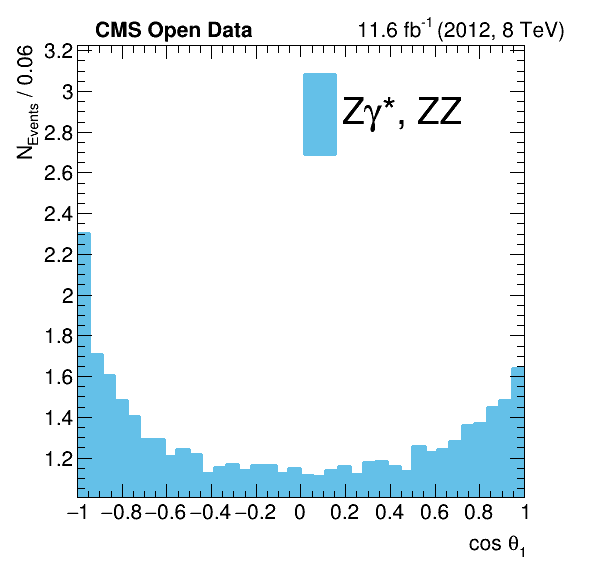 CMS Open Data
11.6 fb⁻¹ (2012, 8 TeV)
N_Events / 0.06
3.2
3
2.8
2.6
2.4
2.2
2
1.8
1.6
1.4
1.2
Zγ*, ZZ
−1 −0.8 −0.6 −0.4 −0.2 0 0.2 0.4 0.6 0.8 1
cos θ₁